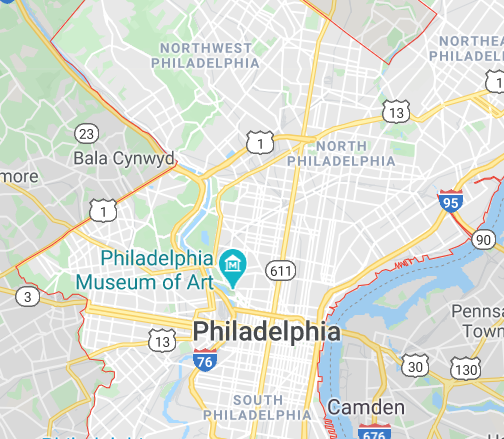 NORTHWEST
PHILADELPHIA
NORTHEA
PHILADEL
1
13
23
1
NORTH
PHILADELPHIA
Bala Cynwyd
more
95
1
90
Philadelphia
Museum of Art
611
3
Pennsa
Town
Philadelphia
13
76
30
130
SOUTH
PHILADELPHIA
Camden
676